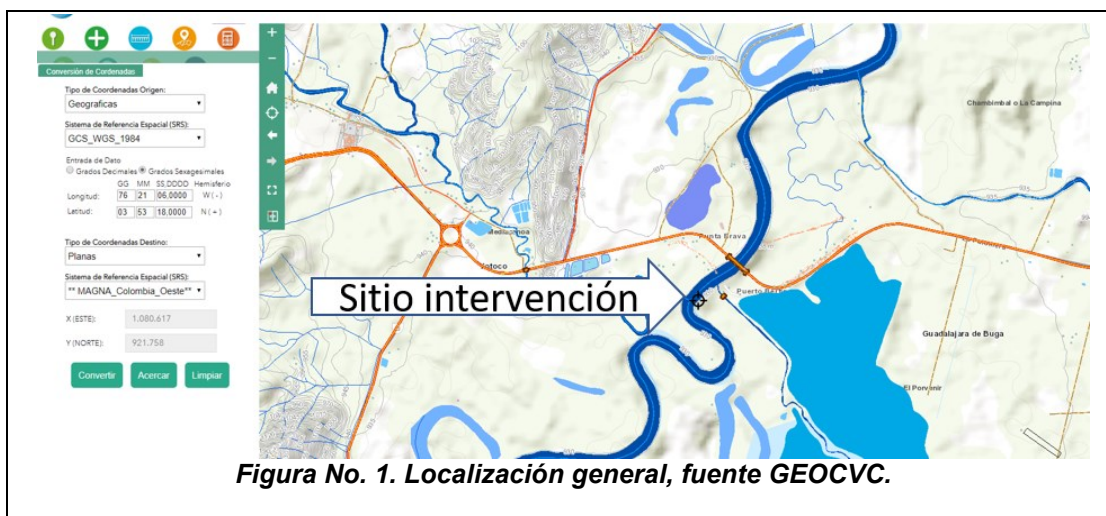 Conversión de Cordenadas
Tipo de Coordenadas Origen:
Geograficas
Sistema de Referencia Espacial (SRS):
GCS_WGS_1984
Entrada de Dato
Grados Decimales Grados Sexagesimales
GG MM SS,DDDD Hemisferio
Longitud: 76 21 06,0000 W ( - )
Latitud: 03 53 18,0000 N ( + )
Tipo de Coordenadas Destino:
Planas
Sistema de Referencia Espacial (SRS):
** MAGNA_Colombia_Oeste**
X (ESTE): 1.080.617
Y (NORTE): 921.758
Convertir Acercar Limpiar
Chambimbal o La Campina
Mediacanoa
Punta Brava
Yotoco
Puerto
Sitio intervención
Guadalajara de Buga
El Porvenir
Figura No. 1. Localización general, fuente GEOCVC.